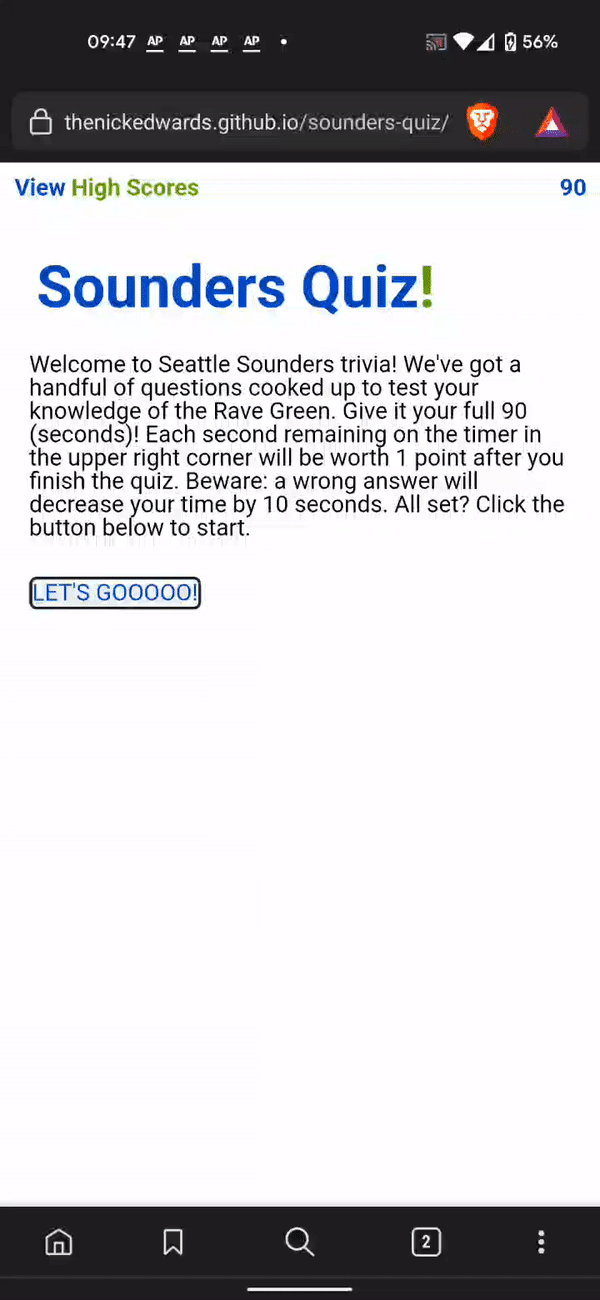 09:47 AP AP AP AP 56%
thenickedwards.github.io/sounders-quiz/
View High Scores 90
Sounders Quiz!
Welcome to Seattle Sounders trivia! We've got a
handful of questions cooked up to test your
knowledge of the Rave Green. Give it your full 90
(seconds)! Each second remaining on the timer in
the upper right corner will be worth 1 point after you
finish the quiz. Beware: a wrong answer will
decrease your time by 10 seconds. All set? Click the
button below to start.
LET'S GOOOOO!
2